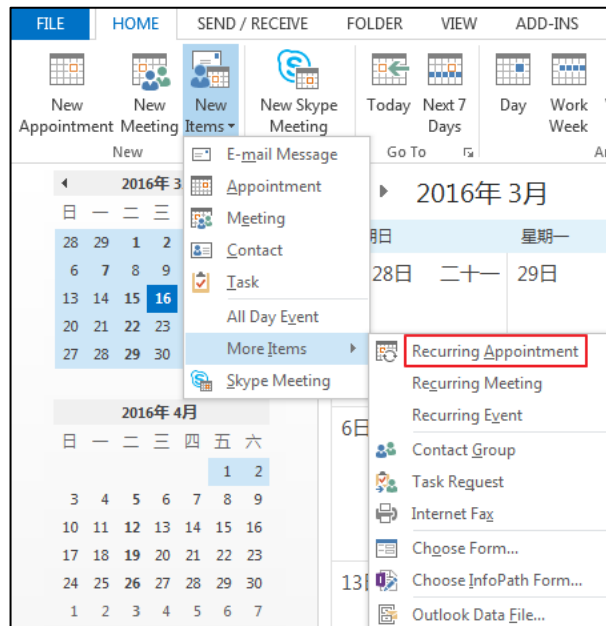 FILE HOME SEND / RECEIVE FOLDER VIEW ADD-INS
New Appointment
New Meeting
New Items
New Skype Meeting
Today
Next 7 Days
Day
Work Week
New
Go To
E-mail Message
Appointment
Meeting
Contact
Task
All Day Event
More Items
Skype Meeting
Recurring Appointment
Recurring Meeting
Recurring Event
Contact Group
Task Request
Internet Fax
Choose Form...
Choose InfoPath Form...
Outlook Data File...
2016年 3
日 一 二 三
28 29 1 2
6 7 8 9
13 14 15 16
20 21 22 23
27 28 29 30
2016年 4月
日 一 二 三 四 五 六
1 2
3 4 5 6 7 8 9
10 11 12 13 14 15 16
17 18 19 20 21 22 23
24 25 26 27 28 29 30
1 2 3 4 5 6 7
2016年 3月
期日 星期一
28日 二十一 29日
6日
13